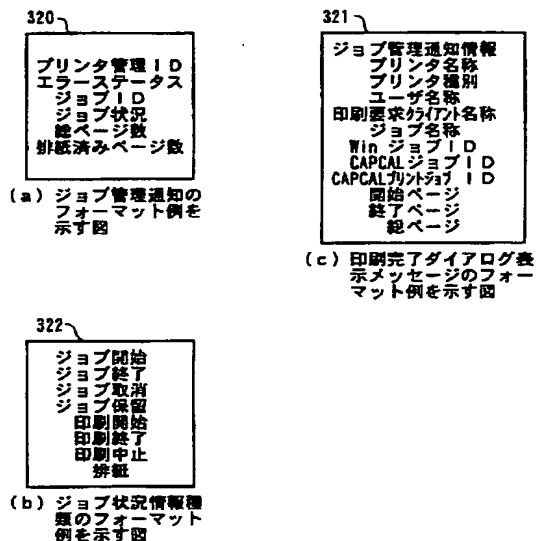 320
プリンタ管理ID
エラーステータス
ジョブID
ジョブ状況
総ページ数
排紙済みページ数
(a) ジョブ管理通知の
フォーマット例を
示す図
321
ジョブ管理通知情報
プリンタ名称
プリンタ種別
ユーザ名称
印刷要求クライアント名称
ジョブ名称
Win ジョブID
CAPCALジョブID
CAPCALプリントジョブ ID
開始ページ
終了ページ
総ページ
(c) 印刷完了ダイアログ表
示メッセージのフォー
マット例を示す図
322
ジョブ開始
ジョブ終了
ジョブ取消
ジョブ保留
印刷開始
印刷終了
印刷中止
排紙
(b) ジョブ状況情報種
類のフォーマット
例を示す図